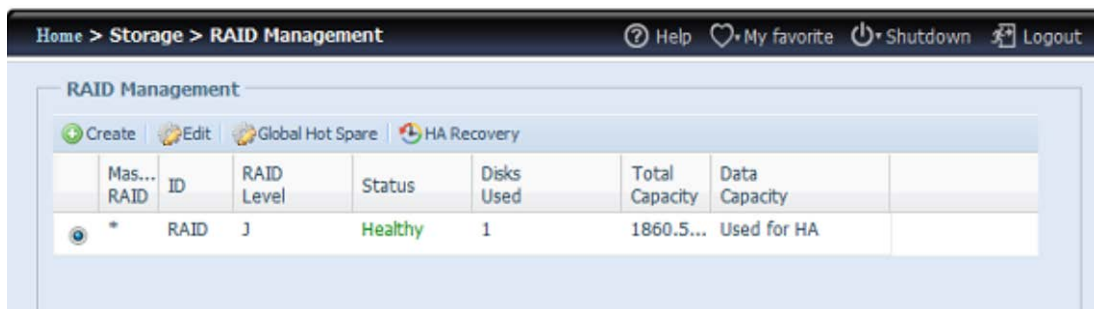 Home > Storage > RAID Management Help My favorite Shutdown Logout
RAID Management
Create Edit Global Hot Spare HA Recovery
Mas... RAID ID RAID Level Status Disks Used Total Capacity Data Capacity
* RAID J Healthy 1 1860.5... Used for HA